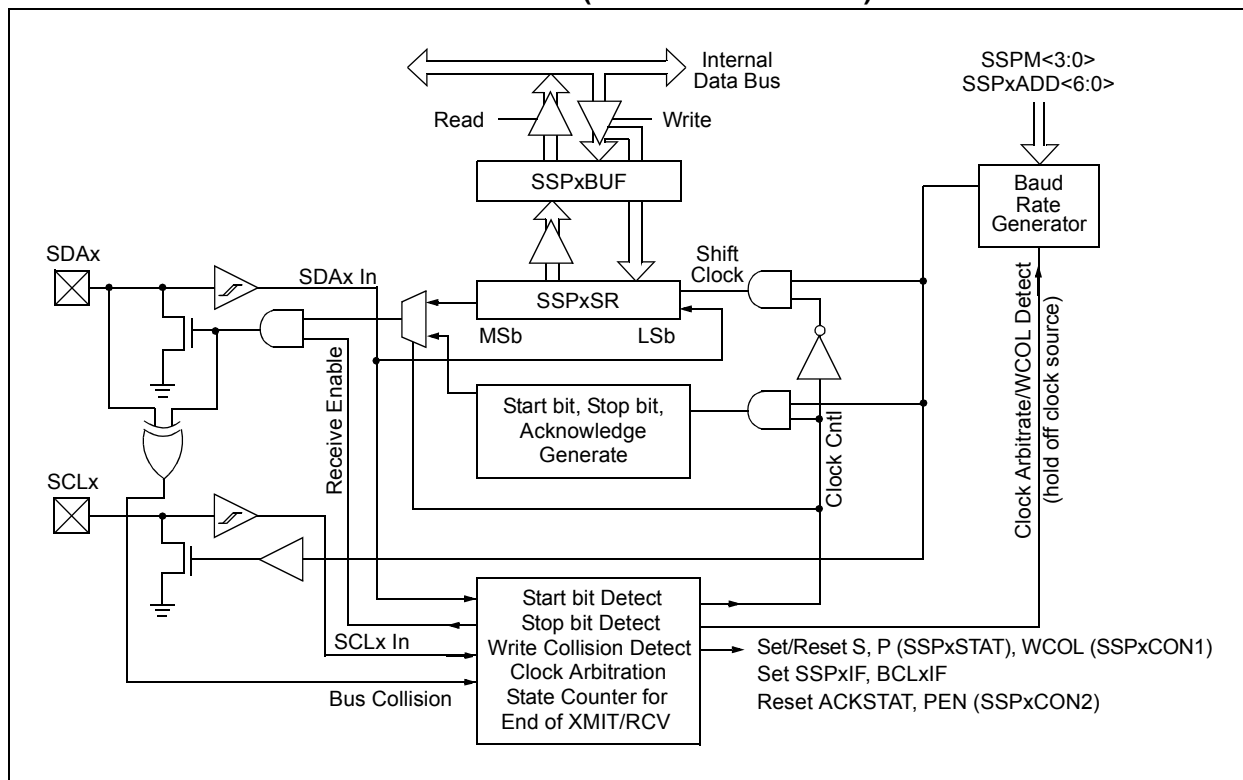 Internal
Data Bus
SSPM<3:0>
SSPxADD<6:0>
Read
Write
SSPxBUF
Baud
Rate
Generator
SDAx
SDAx In
Shift
Clock
SSPxSR
MSb
LSb
Start bit, Stop bit,
Acknowledge
Generate
Receive Enable
Clock Cntl
Clock Arbitrate/WCOL Detect
(hold off clock source)
SCLx
SCLx In
Bus Collision
Start bit Detect
Stop bit Detect
Write Collision Detect
Clock Arbitration
State Counter for
End of XMIT/RCV
Set/Reset S, P (SSPxSTAT), WCOL (SSPxCON1)
Set SSPxIF, BCLxIF
Reset ACKSTAT, PEN (SSPxCON2)